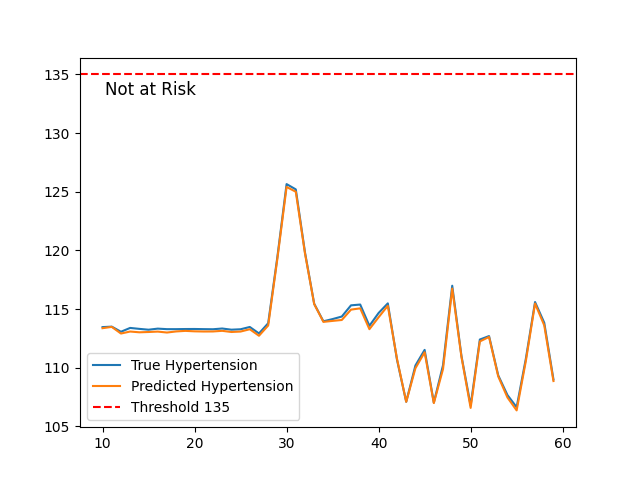 135
Not at Risk
130
125
120
115
110
105
True Hypertension
Predicted Hypertension
Threshold 135
10 20 30 40 50 60